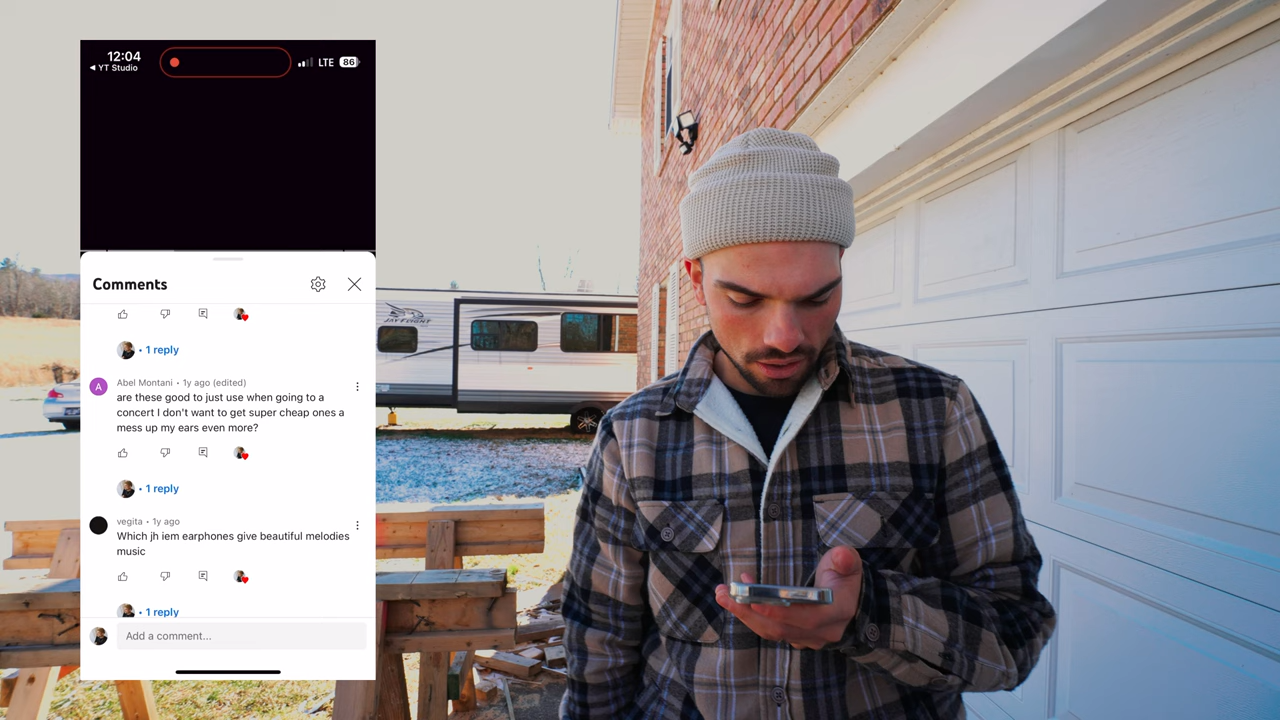 12:04
◀ YT Studio
LTE 86
Comments
• 1 reply
A
Abel Montani • 1y ago (edited)
are these good to just use when going to a
concert I don't want to get super cheap ones a
mess up my ears even more?
• 1 reply
vegita • 1y ago
Which jh iem earphones give beautiful melodies
music
• 1 reply
Add a comment...
JAY FLIGHT